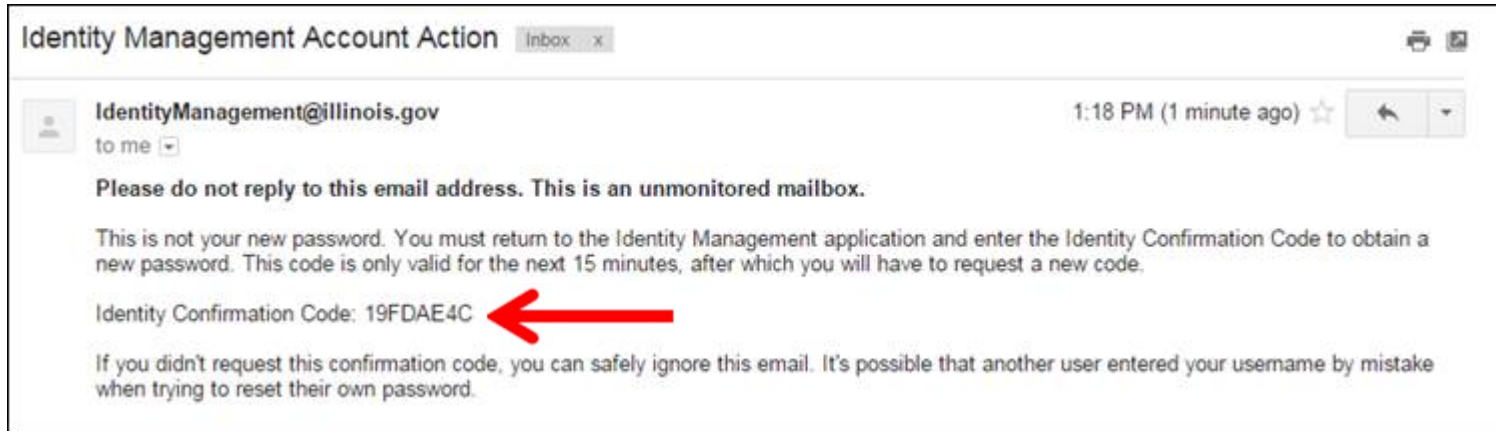 Identity Management Account Action Inbox x
IdentityManagement@illinois.gov 1:18 PM (1 minute ago)
to me
Please do not reply to this email address. This is an unmonitored mailbox.
This is not your new password. You must return to the Identity Management application and enter the Identity Confirmation Code to obtain a
new password. This code is only valid for the next 15 minutes, after which you will have to request a new code.
Identity Confirmation Code: 19FDAE4C
If you didn't request this confirmation code, you can safely ignore this email. It's possible that another user entered your username by mistake
when trying to reset their own password.